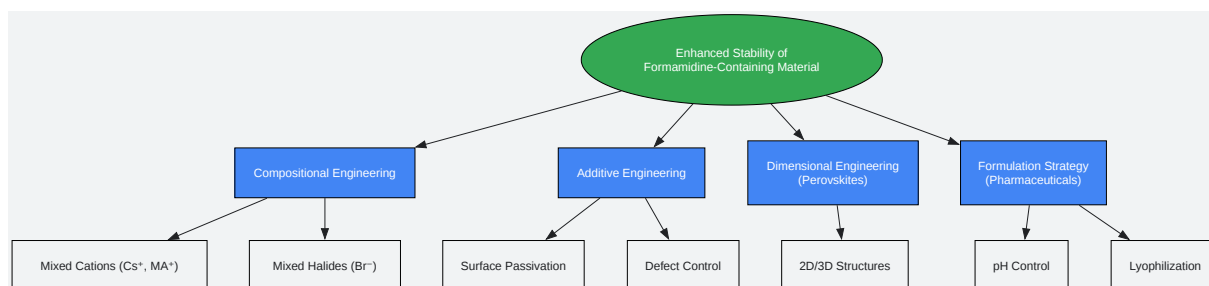 Enhanced Stability of
Formamidine-Containing Material
Compositional Engineering
Additive Engineering
Dimensional Engineering
(Perovskites)
Formulation Strategy
(Pharmaceuticals)
Mixed Cations (Cs⁺, MA⁺)
Mixed Halides (Br⁻)
Surface Passivation
Defect Control
2D/3D Structures
pH Control
Lyophilization